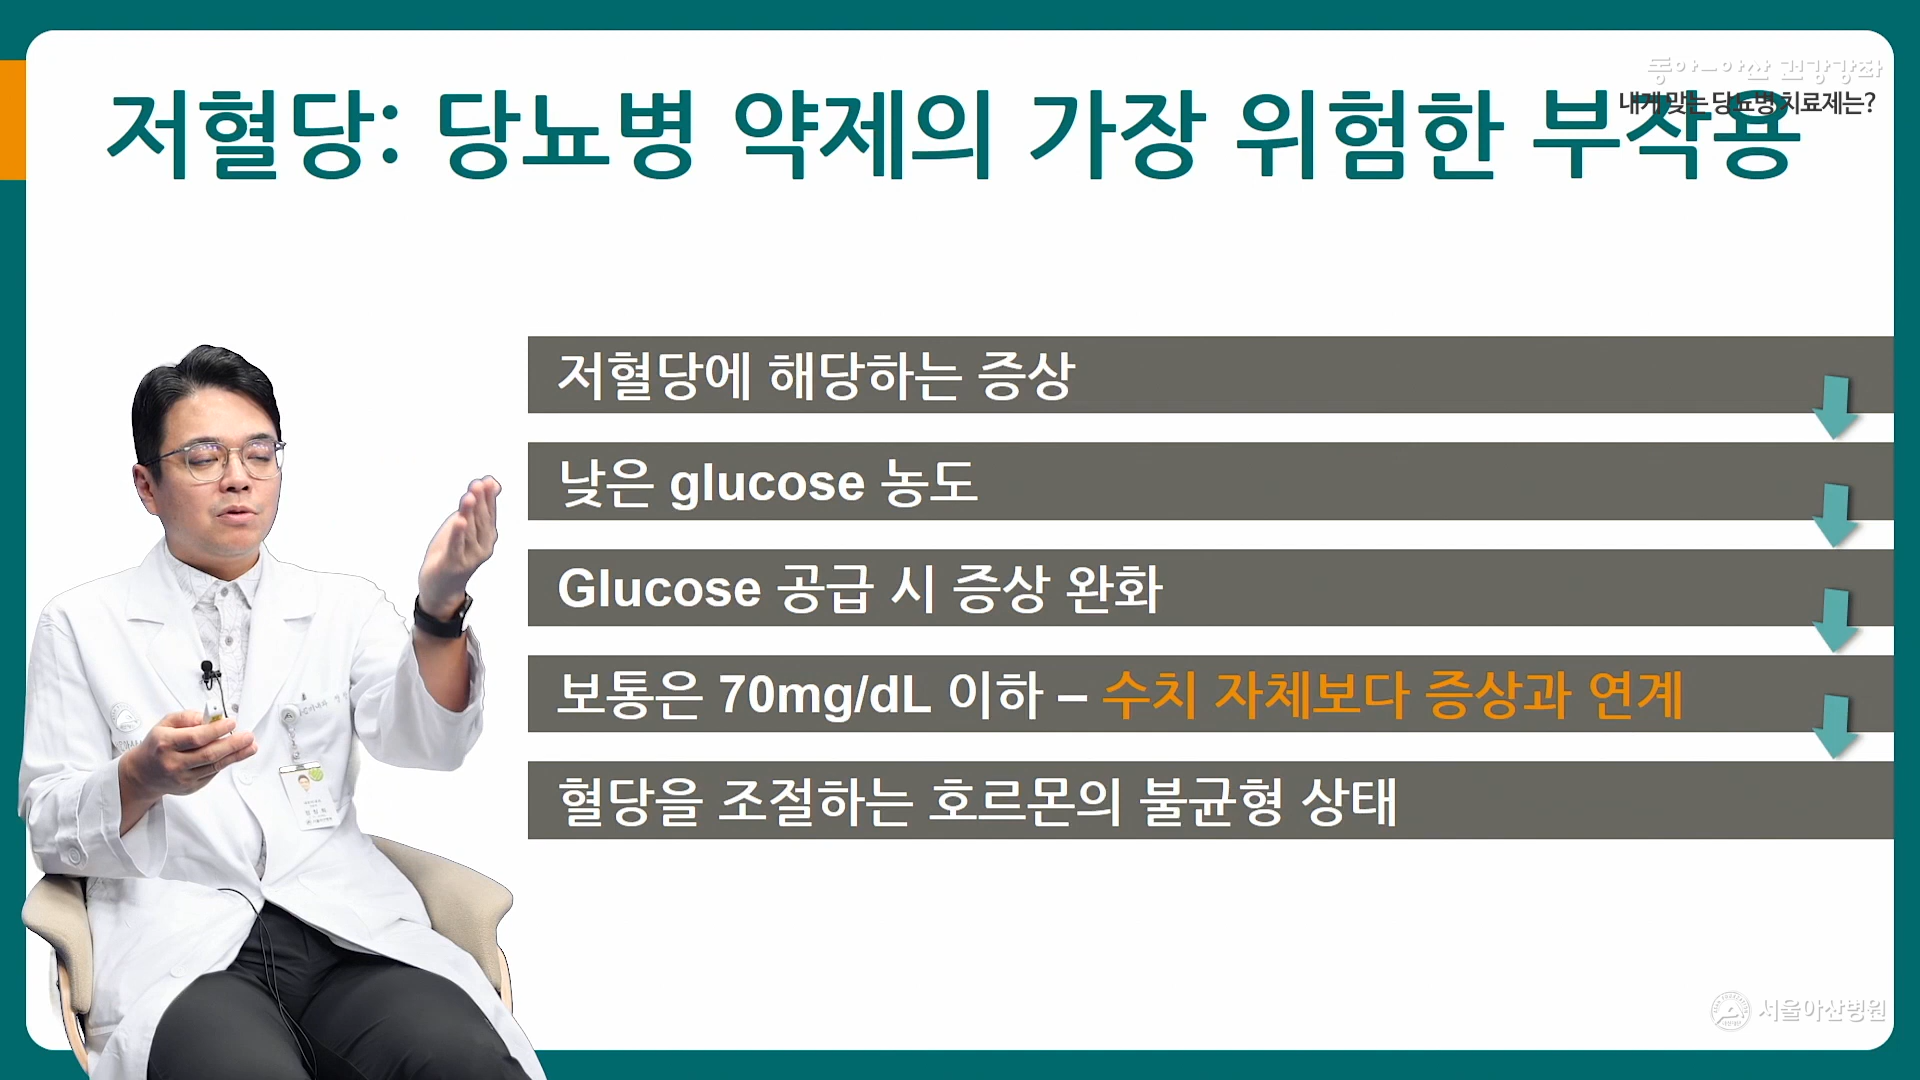 동아-아산 건강강좌
내게 맞는 당뇨병 치료제는?
저혈당: 당뇨병 약제의 가장 위험한 부작용
저혈당에 해당하는 증상
낮은 glucose 농도
Glucose 공급 시 증상 완화
보통은 70mg/dL 이하 – 수치 자체보다 증상과 연계
혈당을 조절하는 호르몬의 불균형 상태
서울아산병원